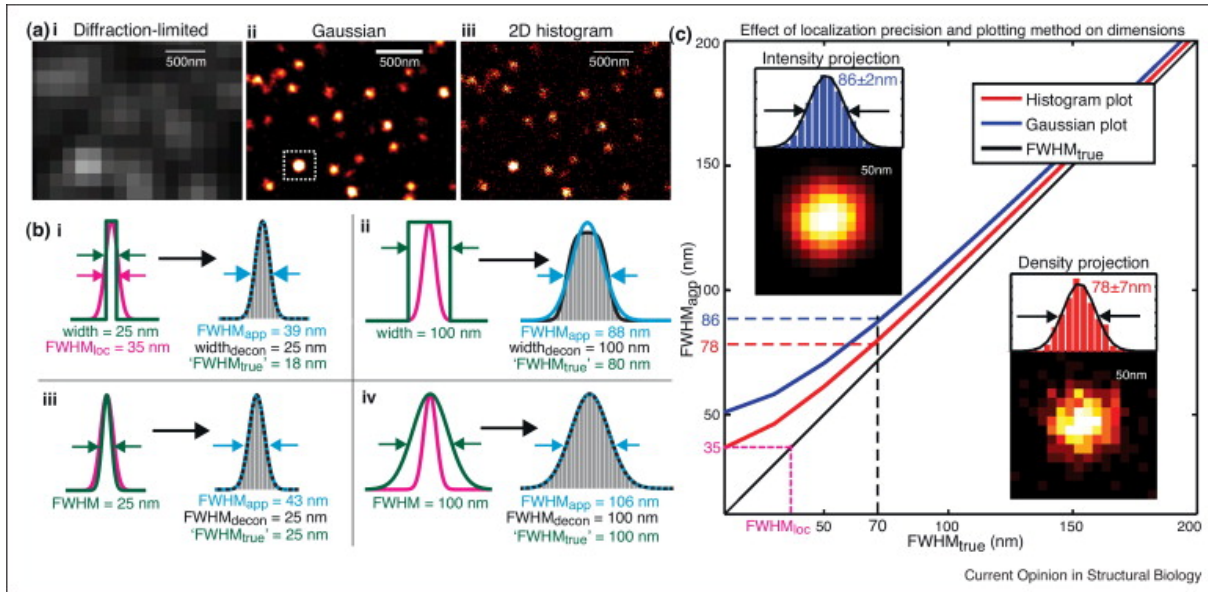 (a) i Diffraction-limited
500nm
ii Gaussian
500nm
iii 2D histogram
500nm
(b) i
width = 25 nm
FWHMloc = 35 nm
FWHMapp = 39 nm
widthdecon = 25 nm
‘FWHMtrue’ = 18 nm
ii
width = 100 nm
FWHMapp = 88 nm
widthdecon = 100 nm
‘FWHMtrue’ = 80 nm
iii
FWHM = 25 nm
FWHMapp = 43 nm
FWHMdecon = 25 nm
‘FWHMtrue’ = 25 nm
iv
FWHM = 100 nm
FWHMapp = 106 nm
FWHMdecon = 100 nm
‘FWHMtrue’ = 100 nm
(c) Effect of localization precision and plotting method on dimensions
200
150
100
86
78
50
35
FWHMapp (nm)
Intensity projection
86±2nm
50nm
Histogram plot
Gaussian plot
FWHMtrue
Density projection
78±7nm
50nm
FWHMloc
50
70
100
150
200
FWHMtrue (nm)
Current Opinion in Structural Biology